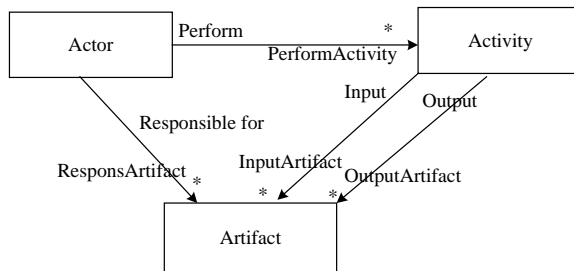 Actor
Perform
*
PerformActivity
Activity
Input
Output
Responsible for
InputArtifact
ResponsArtifact
OutputArtifact
*
*
*
Artifact